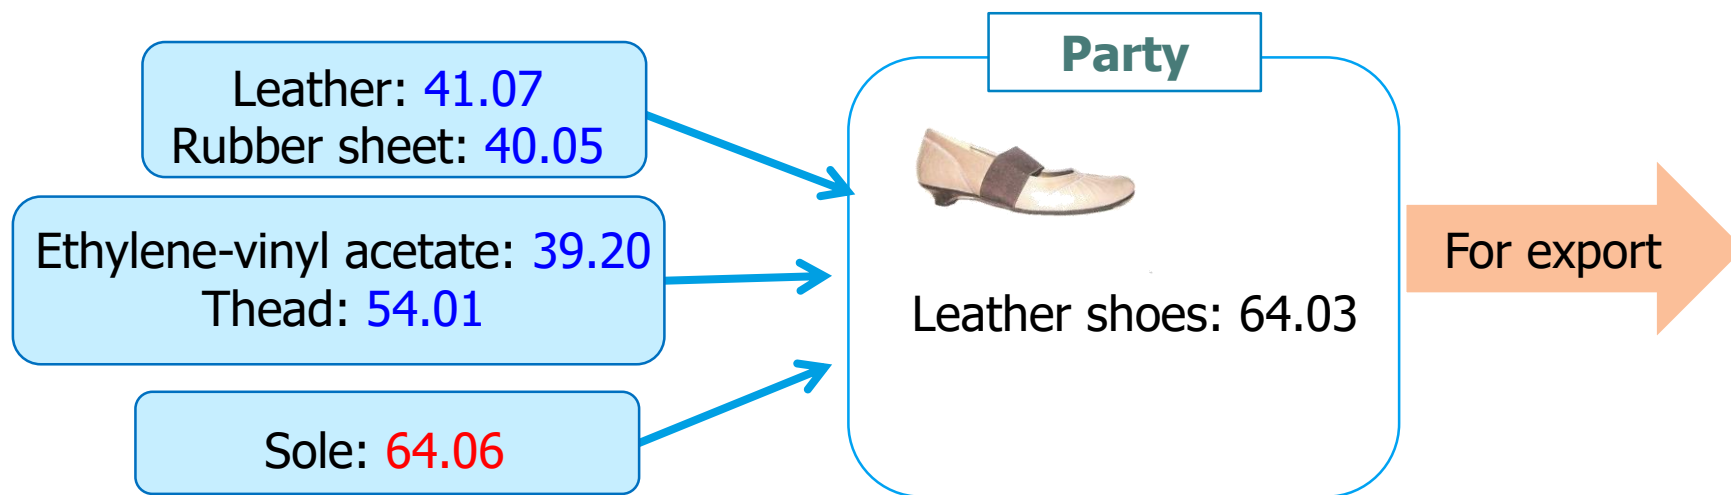 Leather: 41.07
Rubber sheet: 40.05
Ethylene-vinyl acetate: 39.20
Thead: 54.01
Sole: 64.06
Party
Leather shoes: 64.03
For export